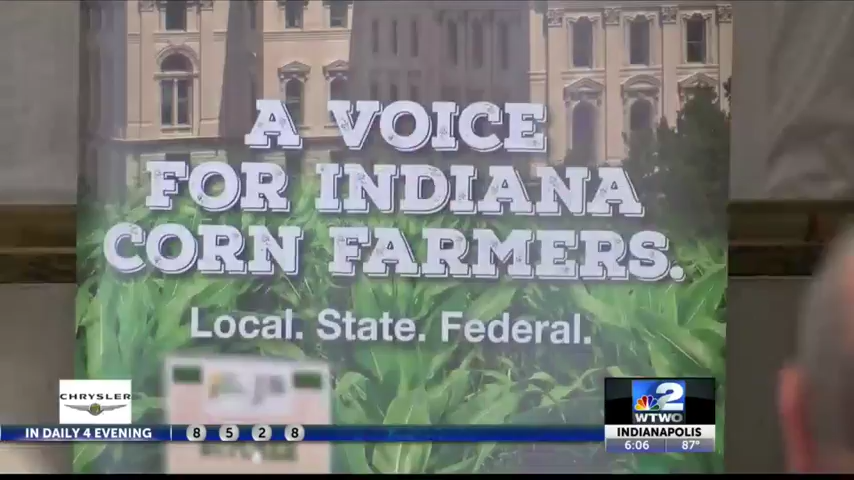 A VOICE
FOR INDIANA
CORN FARMERS.
Local. State. Federal.
CHRYSLER
2
WTWO
IN DAILY 4 EVENING 8 5 2 8
INDIANAPOLIS
6:06 87°